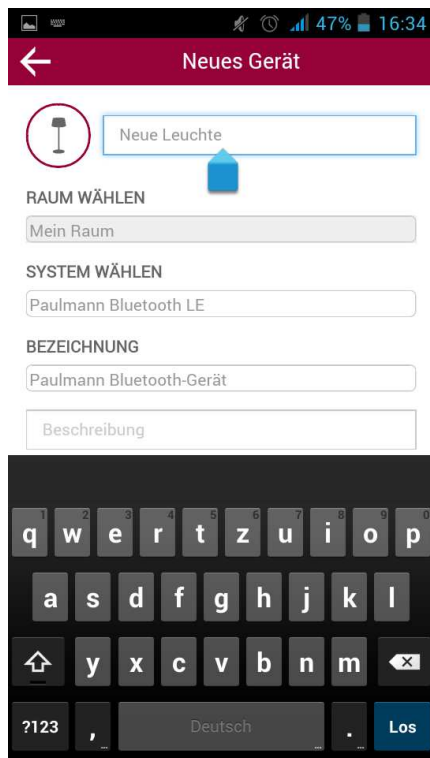 47% 16:34
Neues Gerät
Neue Leuchte
RAUM WÄHLEN
Mein Raum
SYSTEM WÄHLEN
Paulmann Bluetooth LE
BEZEICHNUNG
Paulmann Bluetooth-Gerät
Beschreibung
1 2 3 4 5 6 7 8 9 0
q w e r t z u i o p
a s d f g h j k l
y x c v b n m
?123 , Deutsch . Los